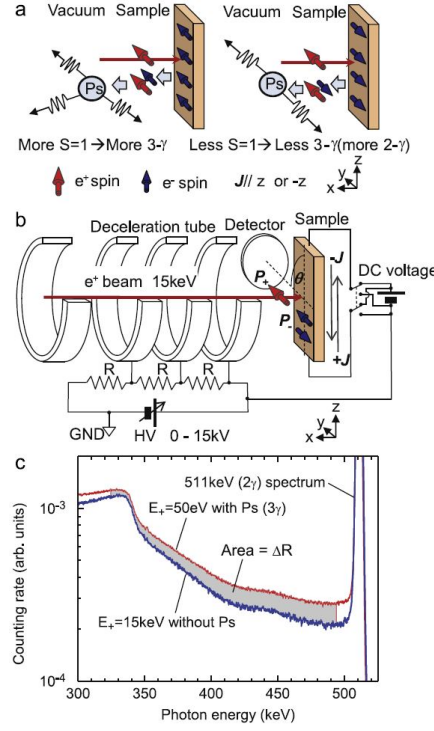 a
Vacuum Sample Vacuum Sample
Ps Ps
More S=1→More 3-γ Less S=1→ Less 3-γ(more 2-γ)
e⁺ spin e⁻ spin J// z or -z
z
y
x
b
Deceleration tube Detector Sample
e⁺ beam 15keV
P₊ θ
P₋
-J
+J
DC voltage
R R R
GND HV 0 - 15kV
z
y
x
c
511keV (2γ) spectrum
E₊=50eV with Ps (3γ)
Area = ΔR
E₊=15keV without Ps
Counting rate (arb. units)
10⁻³
10⁻⁴
300 350 400 450 500
Photon energy (keV)